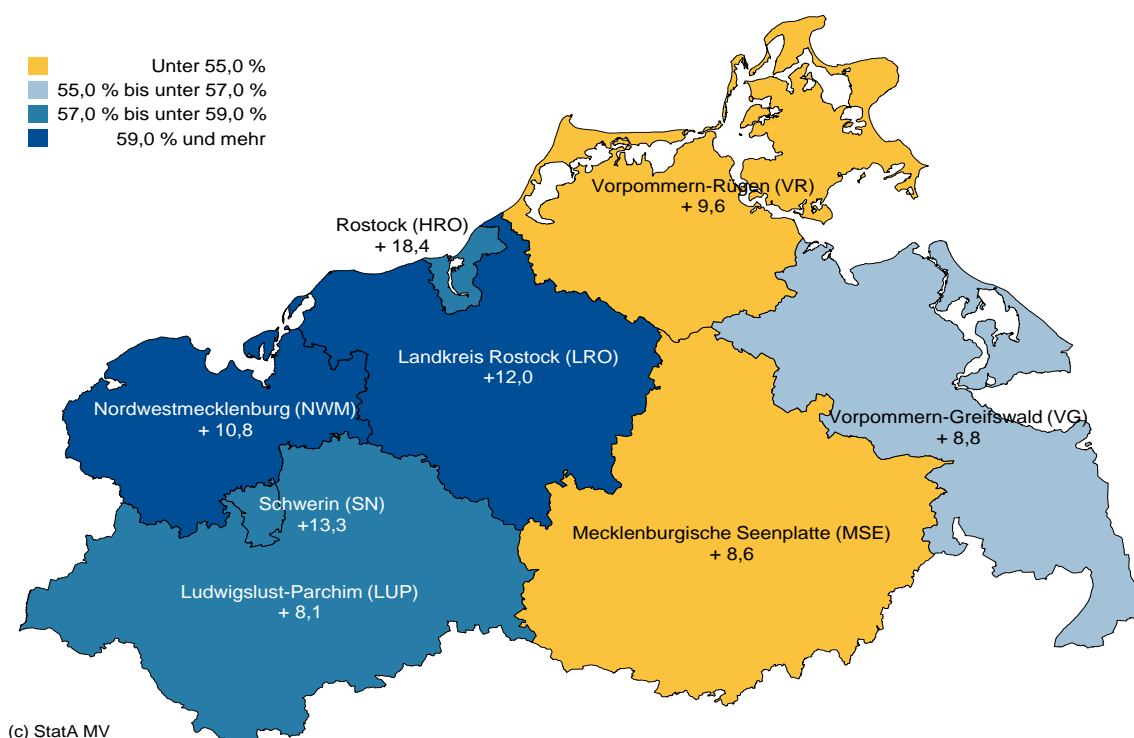 Unter 55,0 %
55,0 % bis unter 57,0 %
57,0 % bis unter 59,0 %
59,0 % und mehr
Vorpommern-Rügen (VR)
+ 9,6
Rostock (HRO)
+ 18,4
Landkreis Rostock (LRO)
+12,0
Nordwestmecklenburg (NWM)
+ 10,8
Vorpommern-Greifswald (VG)
+ 8,8
Schwerin (SN)
+13,3
Mecklenburgische Seenplatte (MSE)
+ 8,6
Ludwigslust-Parchim (LUP)
+ 8,1
(c) StatA MV